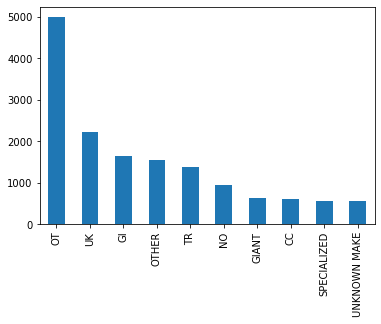 5000
4000
3000
2000
1000
0
OT
UK
GI
OTHER
TR
NO
GIANT
CC
SPECIALIZED
UNKNOWN MAKE